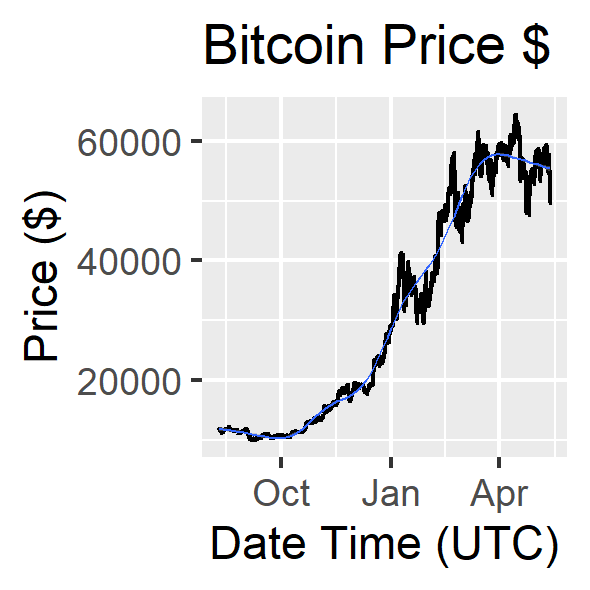 Bitcoin Price $
Price ($)
60000
40000
20000
Oct Jan Apr
Date Time (UTC)